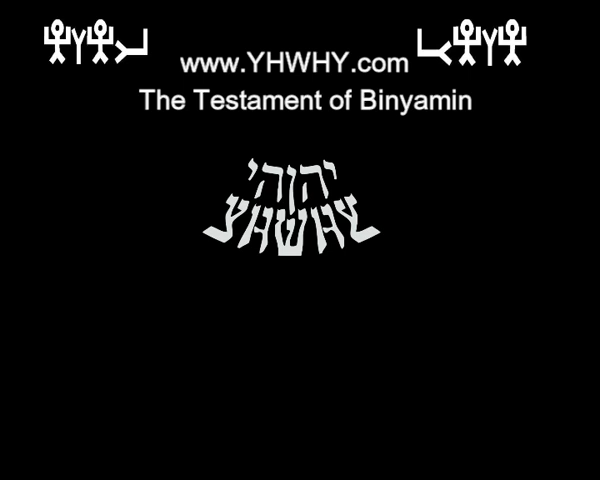 www.YHWHY.com
The Testament of Binyamin
יהוהי
YHWHY